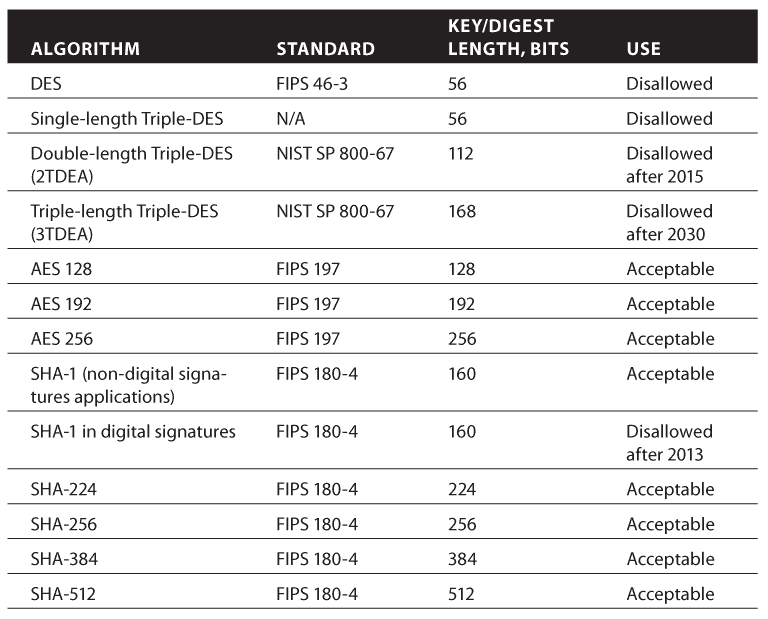 ALGORITHM STANDARD KEY/DIGEST LENGTH, BITS USE
DES FIPS 46-3 56 Disallowed
Single-length Triple-DES N/A 56 Disallowed
Double-length Triple-DES NIST SP 800-67 112 Disallowed
(2TDEA) after 2015
Triple-length Triple-DES NIST SP 800-67 168 Disallowed
(3TDEA) after 2030
AES 128 FIPS 197 128 Acceptable
AES 192 FIPS 197 192 Acceptable
AES 256 FIPS 197 256 Acceptable
SHA-1 (non-digital signa- FIPS 180-4 160 Acceptable
tures applications)
SHA-1 in digital signatures FIPS 180-4 160 Disallowed
after 2013
SHA-224 FIPS 180-4 224 Acceptable
SHA-256 FIPS 180-4 256 Acceptable
SHA-384 FIPS 180-4 384 Acceptable
SHA-512 FIPS 180-4 512 Acceptable